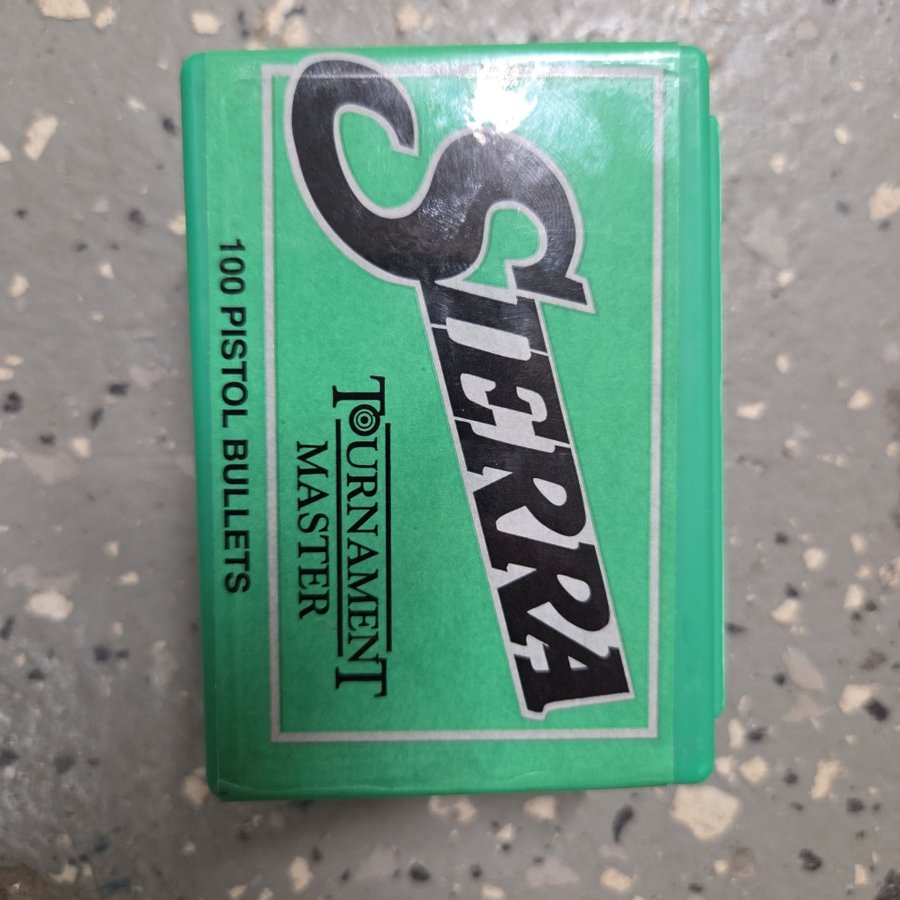 SIERRA
TOURNAMENT
MASTER
100 PISTOL BULLETS